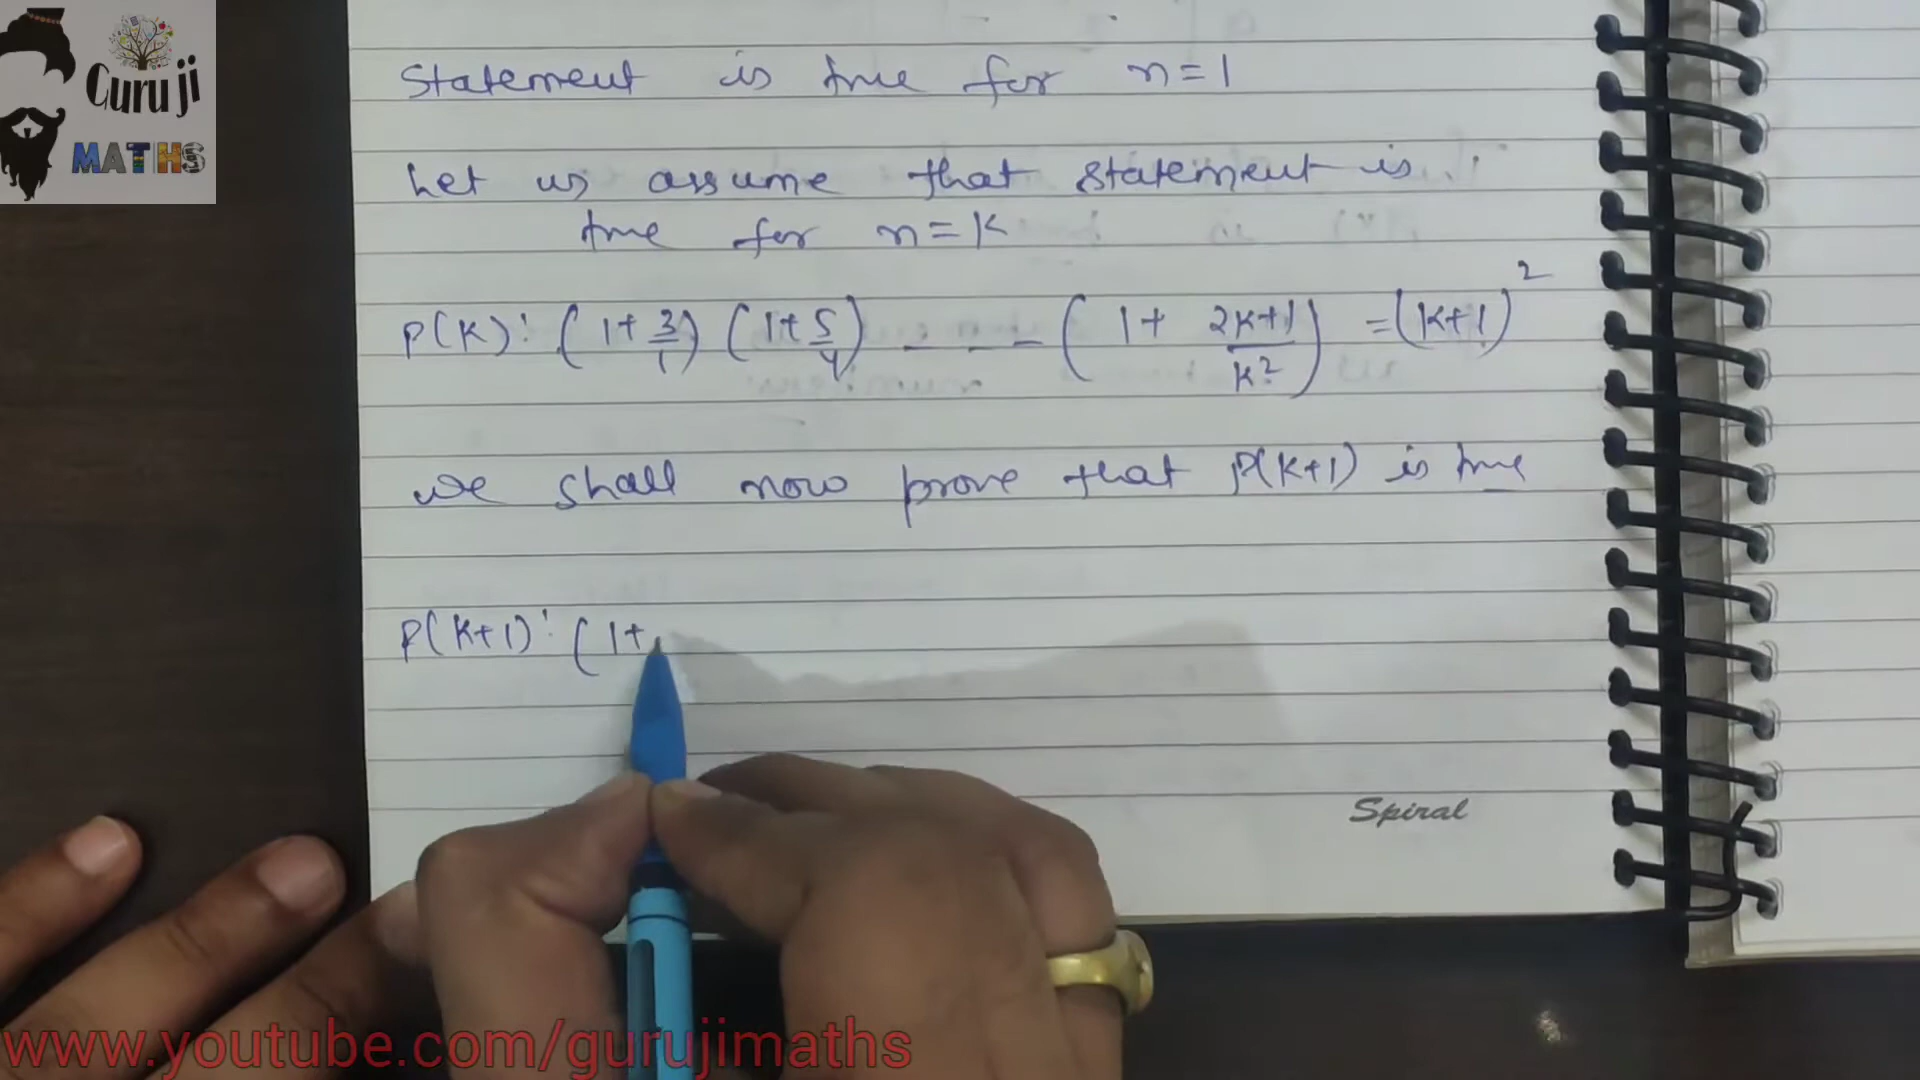 Guruji
MATHS
Statement is true for n=1
Let us assume that statement is
true for n=k
P(k): (1+3/1) (1+5/4) - - - (1+ 2k+1/k²) = (k+1)²
we shall now prove that P(k+1) is true
P(k+1): (1+
Spiral
www.youtube.com/gurujimaths